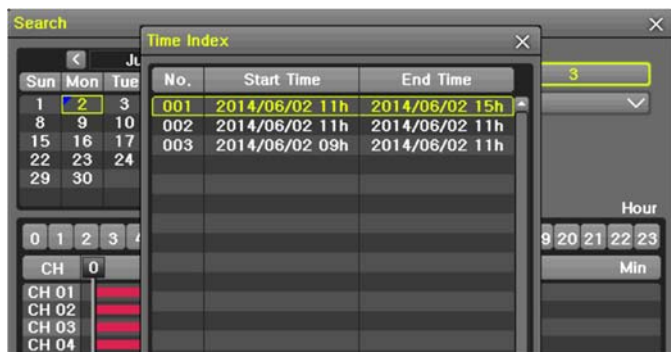 Search
Time Index
Ju
Sun Mon Tue
1 2 3
8 9 10
15 16 17
22 23 24
29 30
No. Start Time End Time
001 2014/06/02 11h 2014/06/02 15h
002 2014/06/02 11h 2014/06/02 11h
003 2014/06/02 09h 2014/06/02 11h
3
Hour
0 1 2 3 20 21 22 23
CH 0 Min
CH 01
CH 02
CH 03
CH 04